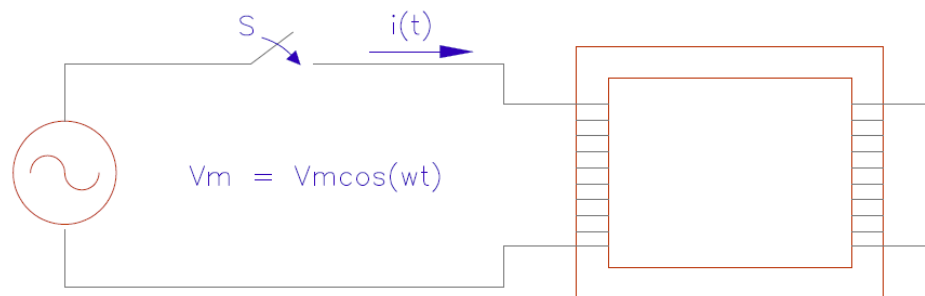 S
i(t)
Vm = Vmcos(wt)